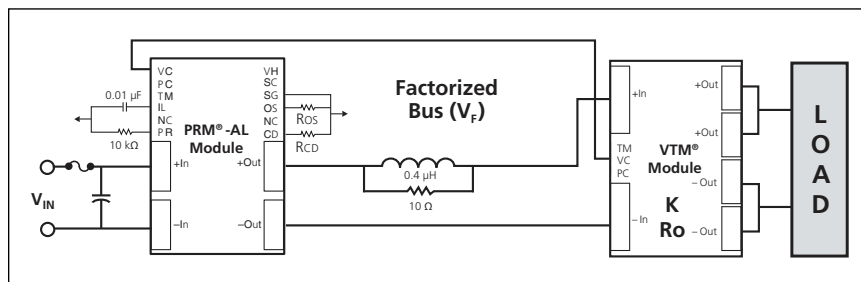 0.01 µF
10 kΩ
V_IN
VC
PC
TM
IL
NC
PR
+In
–In
PRM®-AL
Module
VH
SC
SG
OS
NC
CD
+Out
–Out
ROS
RCD
Factorized
Bus (V_F)
0.4 µH
10 Ω
+In
TM
VC
PC
– In
VTM®
Module
K
Ro
+Out
+Out
– Out
– Out
L
O
A
D